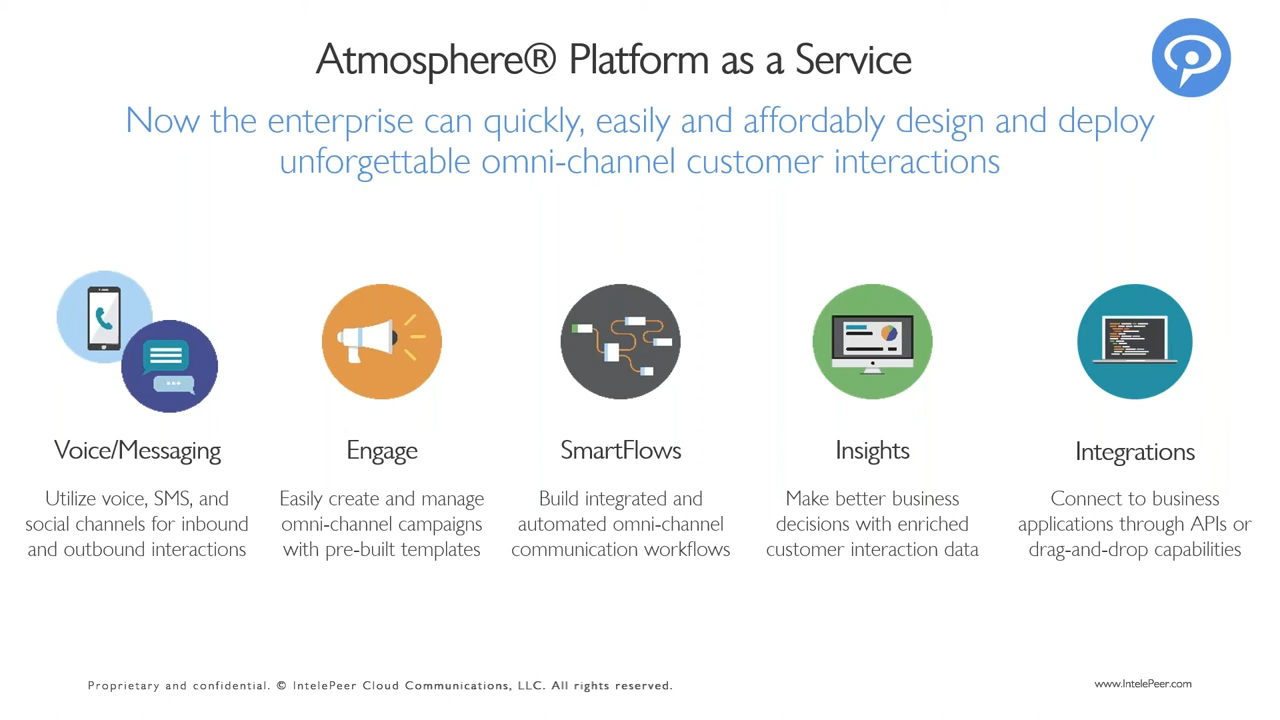 Atmosphere® Platform as a Service
Now the enterprise can quickly, easily and affordably design and deploy
unforgettable omni-channel customer interactions
Voice/Messaging
Utilize voice, SMS, and
social channels for inbound
and outbound interactions
Engage
Easily create and manage
omni-channel campaigns
with pre-built templates
SmartFlows
Build integrated and
automated omni-channel
communication workflows
Insights
Make better business
decisions with enriched
customer interaction data
Integrations
Connect to business
applications through APIs or
drag-and-drop capabilities
Proprietary and confidential. © IntelePeer Cloud Communications, LLC. All rights reserved.
www.IntelePeer.com